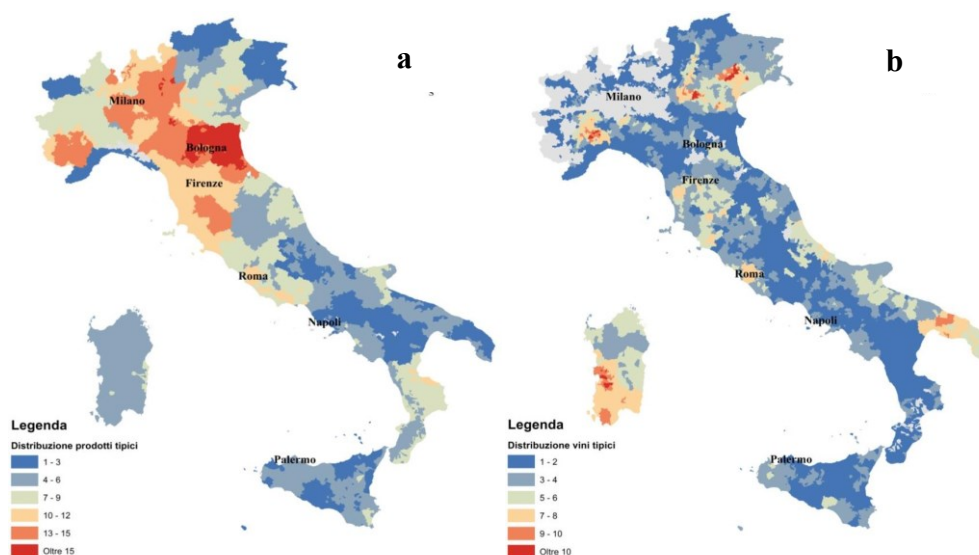 a
Milano
Bologna
Firenze
Roma
Napoli
Palermo
Legenda
Distribuzione prodotti tipici
1 - 3
4 - 6
7 - 9
10 - 12
13 - 15
Oltre 15
b
Milano
Bologna
Firenze
Roma
Napoli
Palermo
Legenda
Distribuzione vini tipici
1 - 2
3 - 4
5 - 6
7 - 8
9 - 10
Oltre 10